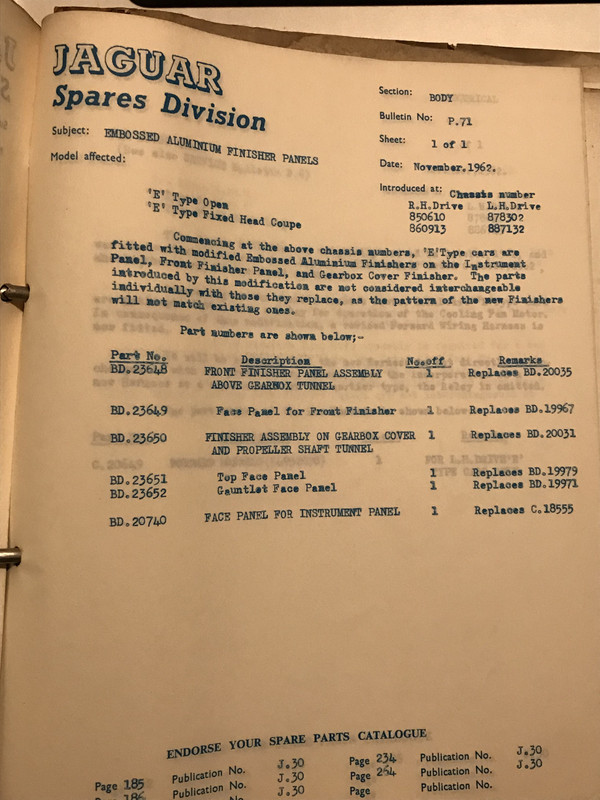 JAGUAR
Spares Division
Section: BODY
Bulletin No: P.71
Subject: EMBOSSED ALUMINIUM FINISHER PANELS
Sheet: 1 of 1
Model affected:
Date: November.1962.
Introduced at: Chassis number
R.H.Drive L.H.Drive
'E' Type Open 850610 878302
'E' Type Fixed Head Coupe 860913 887132
Commencing at the above chassis numbers, 'E'Type cars are
fitted with modified Embossed Aluminium Finishers on the Instrument
Panel, Front Finisher Panel, and Gearbox Cover Finisher. The parts
introduced by this modification are not considered interchangeable
individually with those they replace, as the pattern of the new Finishers
will not match existing ones.
Part numbers are shown below;-
Part No. Description No.off Remarks
BD.23648 FRONT FINISHER PANEL ASSEMBLY 1 Replaces BD.20035
ABOVE GEARBOX TUNNEL
BD.23649 Face Panel for Front Finisher 1 Replaces BD.19967
BD.23650 FINISHER ASSEMBLY ON GEARBOX COVER 1 Replaces BD.20031
AND PROPELLER SHAFT TUNNEL
BD.23651 Top Face Panel 1 Replaces BD.19979
BD.23652 Gauntlet Face Panel 1 Replaces BD.19971
BD.20740 FACE PANEL FOR INSTRUMENT PANEL 1 Replaces C.18555
ENDORSE YOUR SPARE PARTS CATALOGUE
Page 185 Publication No. J.30 Page 234 Publication No. J.30
Page 186 Publication No. J.30 Page 264 Publication No. J.30
Page Publication No.